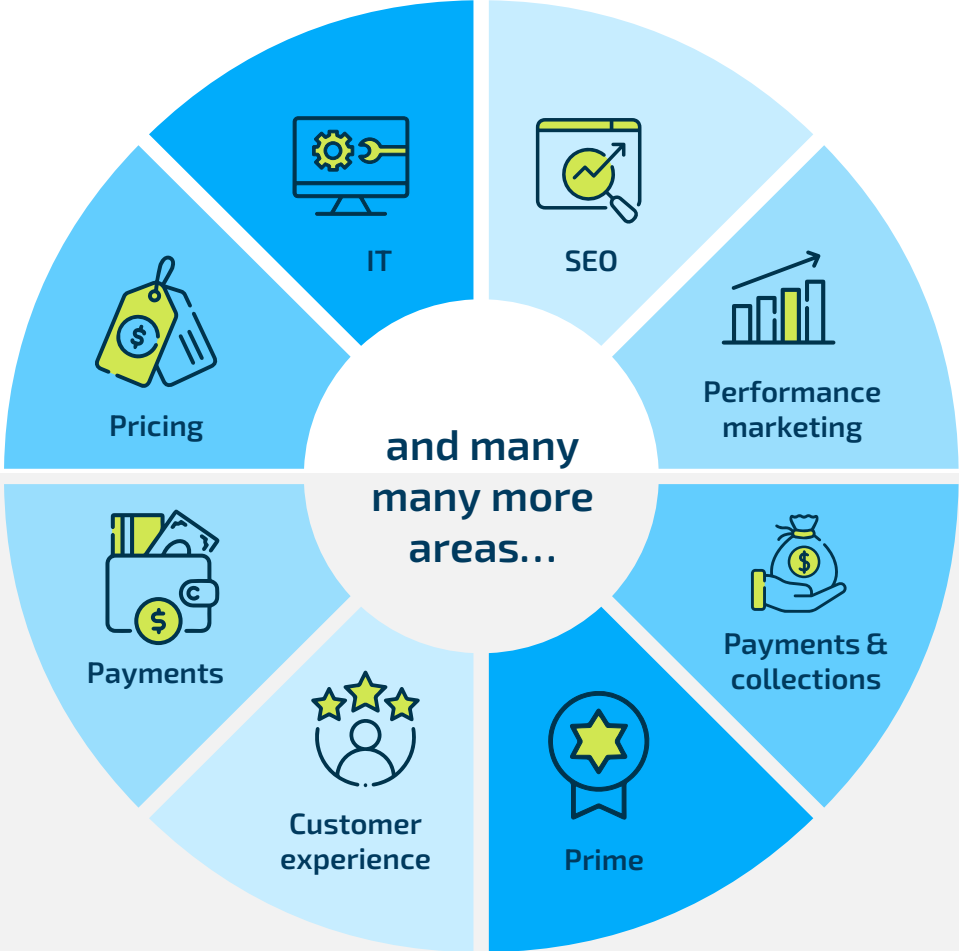 IT
SEO
Pricing
Performance
marketing
and many
many more
areas...
Payments
Payments &
collections
Customer
experience
Prime